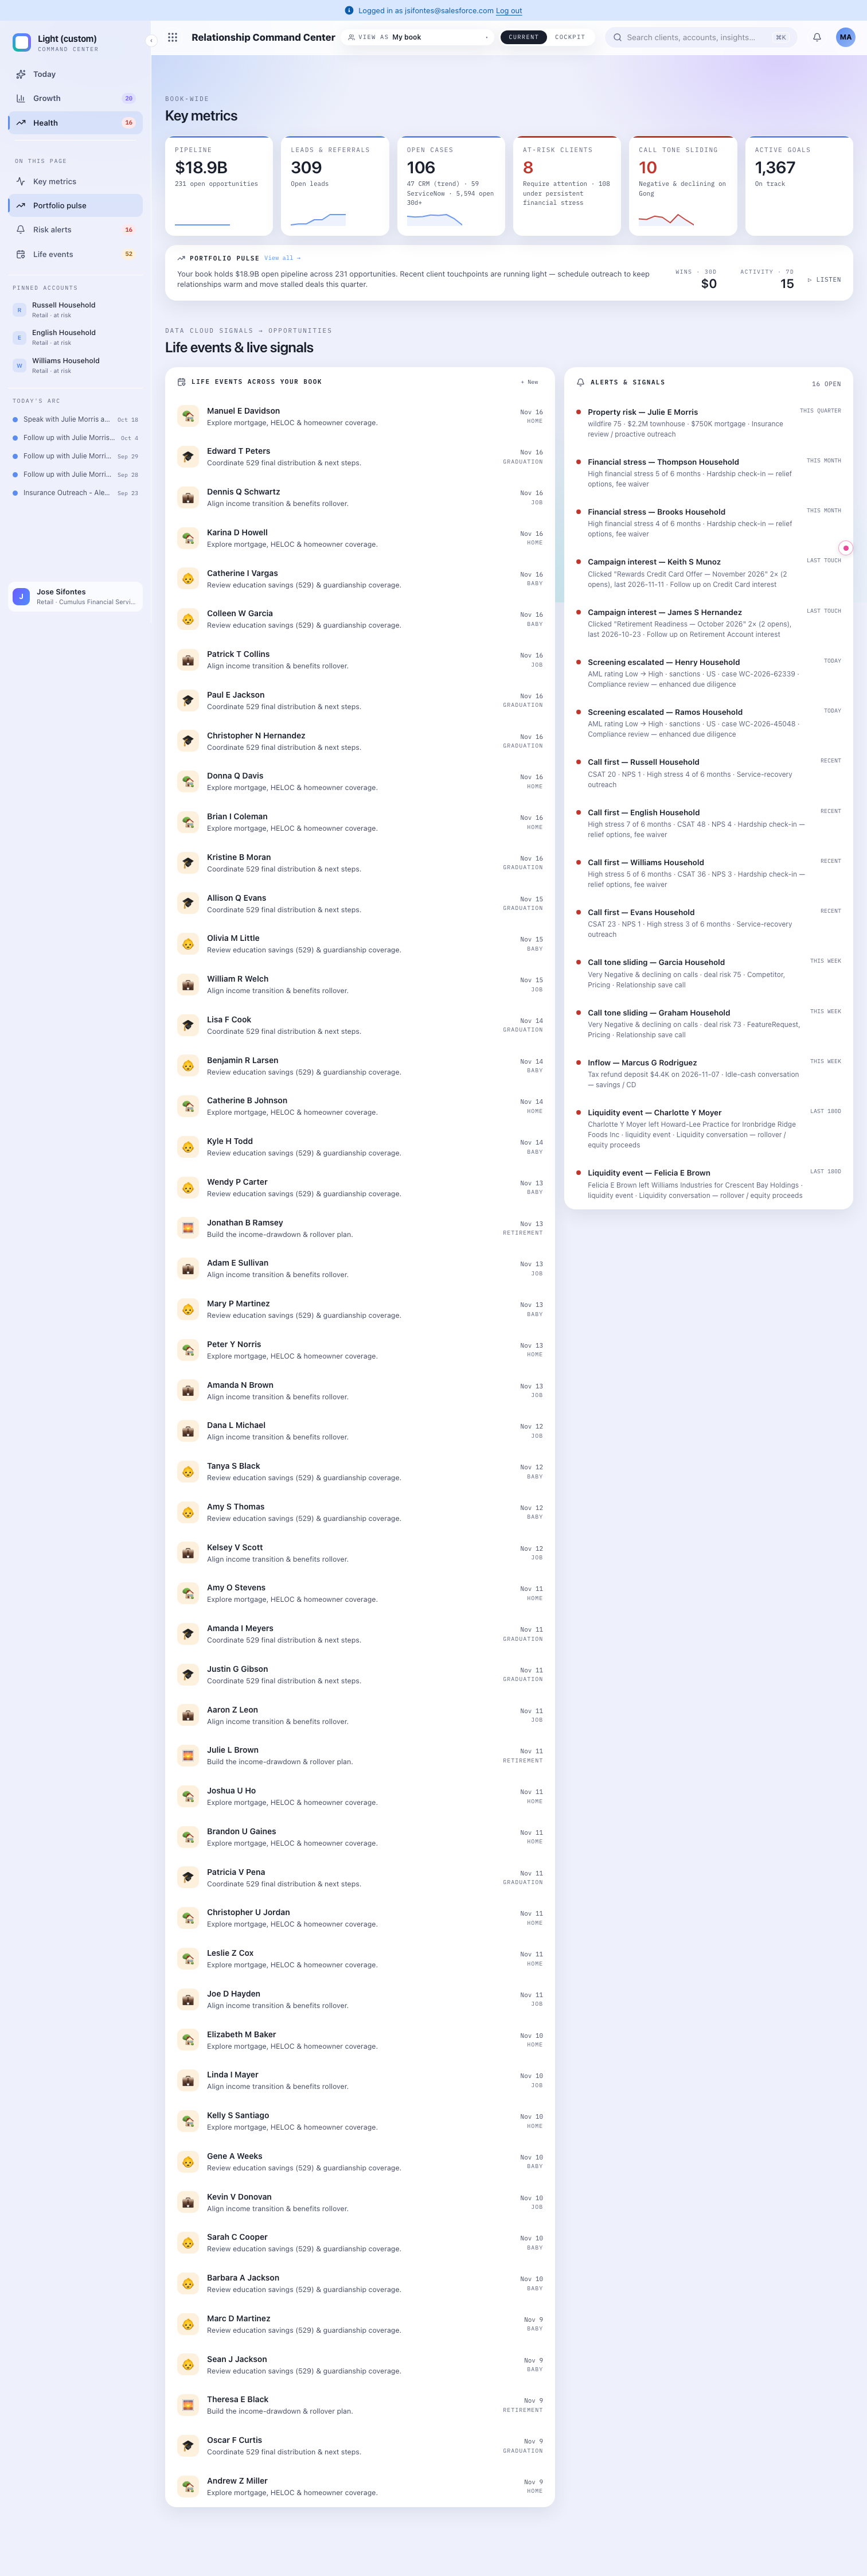 Logged in as jsifontes@salesforce.com Log out
Light (custom)
COMMAND CENTER
Today
Growth 20
Health 16
ON THIS PAGE
Key metrics
Portfolio pulse
Risk alerts 16
Life events 52
PINNED ACCOUNTS
R Russell Household
Retail · at risk
E English Household
Retail · at risk
W Williams Household
Retail · at risk
TODAY'S ARC
Speak with Julie Morris a... Oct 18
Follow up with Julie Morris... Oct 4
Follow up with Julie Morri... Sep 29
Follow up with Julie Morri... Sep 28
Insurance Outreach - Ale... Sep 23
J Jose Sifontes
Retail · Cumulus Financial Servi...
Relationship Command Center
VIEW AS My book
CURRENT COCKPIT
Search clients, accounts, insights... ⌘K
MA
BOOK-WIDE
Key metrics
PIPELINE
$18.9B
231 open opportunities
LEADS & REFERRALS
309
Open leads
OPEN CASES
106
47 CRM (trend) · 59
ServiceNow · 5,594 open
30d+
AT-RISK CLIENTS
8
Require attention · 108
under persistent
financial stress
CALL TONE SLIDING
10
Negative & declining on
Gong
ACTIVE GOALS
1,367
On track
PORTFOLIO PULSE View all →
Your book holds $18.9B open pipeline across 231 opportunities. Recent client touchpoints are running light — schedule outreach to keep
relationships warm and move stalled deals this quarter.
WINS · 30D
$0
ACTIVITY · 7D
15
▷ LISTEN
DATA CLOUD SIGNALS → OPPORTUNITIES
Life events & live signals
LIFE EVENTS ACROSS YOUR BOOK
+ New
Manuel E Davidson Nov 16
Explore mortgage, HELOC & homeowner coverage. HOME
Edward T Peters Nov 16
Coordinate 529 final distribution & next steps. GRADUATION
Dennis Q Schwartz Nov 16
Align income transition & benefits rollover. JOB
Karina D Howell Nov 16
Explore mortgage, HELOC & homeowner coverage. HOME
Catherine I Vargas Nov 16
Review education savings (529) & guardianship coverage. BABY
Colleen W Garcia Nov 16
Review education savings (529) & guardianship coverage. BABY
Patrick T Collins Nov 16
Align income transition & benefits rollover. JOB
Paul E Jackson Nov 16
Coordinate 529 final distribution & next steps. GRADUATION
Christopher N Hernandez Nov 16
Coordinate 529 final distribution & next steps. GRADUATION
Donna Q Davis Nov 16
Explore mortgage, HELOC & homeowner coverage. HOME
Brian I Coleman Nov 16
Explore mortgage, HELOC & homeowner coverage. HOME
Kristine B Moran Nov 16
Coordinate 529 final distribution & next steps. GRADUATION
Allison Q Evans Nov 15
Coordinate 529 final distribution & next steps. GRADUATION
Olivia M Little Nov 15
Review education savings (529) & guardianship coverage. BABY
William R Welch Nov 15
Align income transition & benefits rollover. JOB
Lisa F Cook Nov 14
Coordinate 529 final distribution & next steps. GRADUATION
Benjamin R Larsen Nov 14
Review education savings (529) & guardianship coverage. BABY
Catherine B Johnson Nov 14
Explore mortgage, HELOC & homeowner coverage. HOME
Kyle H Todd Nov 14
Review education savings (529) & guardianship coverage. BABY
Wendy P Carter Nov 13
Review education savings (529) & guardianship coverage. BABY
Jonathan B Ramsey Nov 13
Build the income-drawdown & rollover plan. RETIREMENT
Adam E Sullivan Nov 13
Align income transition & benefits rollover. JOB
Mary P Martinez Nov 13
Review education savings (529) & guardianship coverage. BABY
Peter Y Norris Nov 13
Explore mortgage, HELOC & homeowner coverage. HOME
Amanda N Brown Nov 13
Align income transition & benefits rollover. JOB
Dana L Michael Nov 12
Align income transition & benefits rollover. JOB
Tanya S Black Nov 12
Review education savings (529) & guardianship coverage. BABY
Amy S Thomas Nov 12
Review education savings (529) & guardianship coverage. BABY
Kelsey V Scott Nov 12
Align income transition & benefits rollover. JOB
Amy O Stevens Nov 11
Explore mortgage, HELOC & homeowner coverage. HOME
Amanda I Meyers Nov 11
Coordinate 529 final distribution & next steps. GRADUATION
Justin G Gibson Nov 11
Coordinate 529 final distribution & next steps. GRADUATION
Aaron Z Leon Nov 11
Align income transition & benefits rollover. JOB
Julie L Brown Nov 11
Build the income-drawdown & rollover plan. RETIREMENT
Joshua U Ho Nov 11
Explore mortgage, HELOC & homeowner coverage. HOME
Brandon U Gaines Nov 11
Explore mortgage, HELOC & homeowner coverage. HOME
Patricia V Pena Nov 11
Coordinate 529 final distribution & next steps. GRADUATION
Christopher U Jordan Nov 11
Explore mortgage, HELOC & homeowner coverage. HOME
Leslie Z Cox Nov 11
Explore mortgage, HELOC & homeowner coverage. HOME
Joe D Hayden Nov 11
Align income transition & benefits rollover. JOB
Elizabeth M Baker Nov 10
Explore mortgage, HELOC & homeowner coverage. HOME
Linda I Mayer Nov 10
Align income transition & benefits rollover. JOB
Kelly S Santiago Nov 10
Explore mortgage, HELOC & homeowner coverage. HOME
Gene A Weeks Nov 10
Review education savings (529) & guardianship coverage. BABY
Kevin V Donovan Nov 10
Align income transition & benefits rollover. JOB
Sarah C Cooper Nov 10
Review education savings (529) & guardianship coverage. BABY
Barbara A Jackson Nov 10
Review education savings (529) & guardianship coverage. BABY
Marc D Martinez Nov 9
Review education savings (529) & guardianship coverage. BABY
Sean J Jackson Nov 9
Review education savings (529) & guardianship coverage. BABY
Theresa E Black Nov 9
Build the income-drawdown & rollover plan. RETIREMENT
Oscar F Curtis Nov 9
Coordinate 529 final distribution & next steps. GRADUATION
Andrew Z Miller Nov 9
Explore mortgage, HELOC & homeowner coverage. HOME
ALERTS & SIGNALS 16 OPEN
Property risk — Julie E Morris THIS QUARTER
wildfire 75 · $2.2M townhouse · $750K mortgage · Insurance
review / proactive outreach
Financial stress — Thompson Household THIS MONTH
High financial stress 5 of 6 months · Hardship check-in — relief
options, fee waiver
Financial stress — Brooks Household THIS MONTH
High financial stress 4 of 6 months · Hardship check-in — relief
options, fee waiver
Campaign interest — Keith S Munoz LAST TOUCH
Clicked "Rewards Credit Card Offer — November 2026" 2× (2
opens), last 2026-11-11 · Follow up on Credit Card interest
Campaign interest — James S Hernandez LAST TOUCH
Clicked "Retirement Readiness — October 2026" 2× (2 opens),
last 2026-10-23 · Follow up on Retirement Account interest
Screening escalated — Henry Household TODAY
AML rating Low → High · sanctions · US · case WC-2026-62339 ·
Compliance review — enhanced due diligence
Screening escalated — Ramos Household TODAY
AML rating Low → High · sanctions · US · case WC-2026-45048 ·
Compliance review — enhanced due diligence
Call first — Russell Household RECENT
CSAT 20 · NPS 1 · High stress 4 of 6 months · Service-recovery
outreach
Call first — English Household RECENT
High stress 7 of 6 months · CSAT 48 · NPS 4 · Hardship check-in —
relief options, fee waiver
Call first — Williams Household RECENT
High stress 5 of 6 months · CSAT 36 · NPS 3 · Hardship check-in —
relief options, fee waiver
Call first — Evans Household RECENT
CSAT 23 · NPS 1 · High stress 3 of 6 months · Service-recovery
outreach
Call tone sliding — Garcia Household THIS WEEK
Very Negative & declining on calls · deal risk 75 · Competitor,
Pricing · Relationship save call
Call tone sliding — Graham Household THIS WEEK
Very Negative & declining on calls · deal risk 73 · FeatureRequest,
Pricing · Relationship save call
Inflow — Marcus G Rodriguez THIS WEEK
Tax refund deposit $4.4K on 2026-11-07 · Idle-cash conversation
— savings / CD
Liquidity event — Charlotte Y Moyer LAST 180D
Charlotte Y Moyer left Howard-Lee Practice for Ironbridge Ridge
Foods Inc · liquidity event · Liquidity conversation — rollover /
equity proceeds
Liquidity event — Felicia E Brown LAST 180D
Felicia E Brown left Williams Industries for Crescent Bay Holdings ·
liquidity event · Liquidity conversation — rollover / equity proceeds